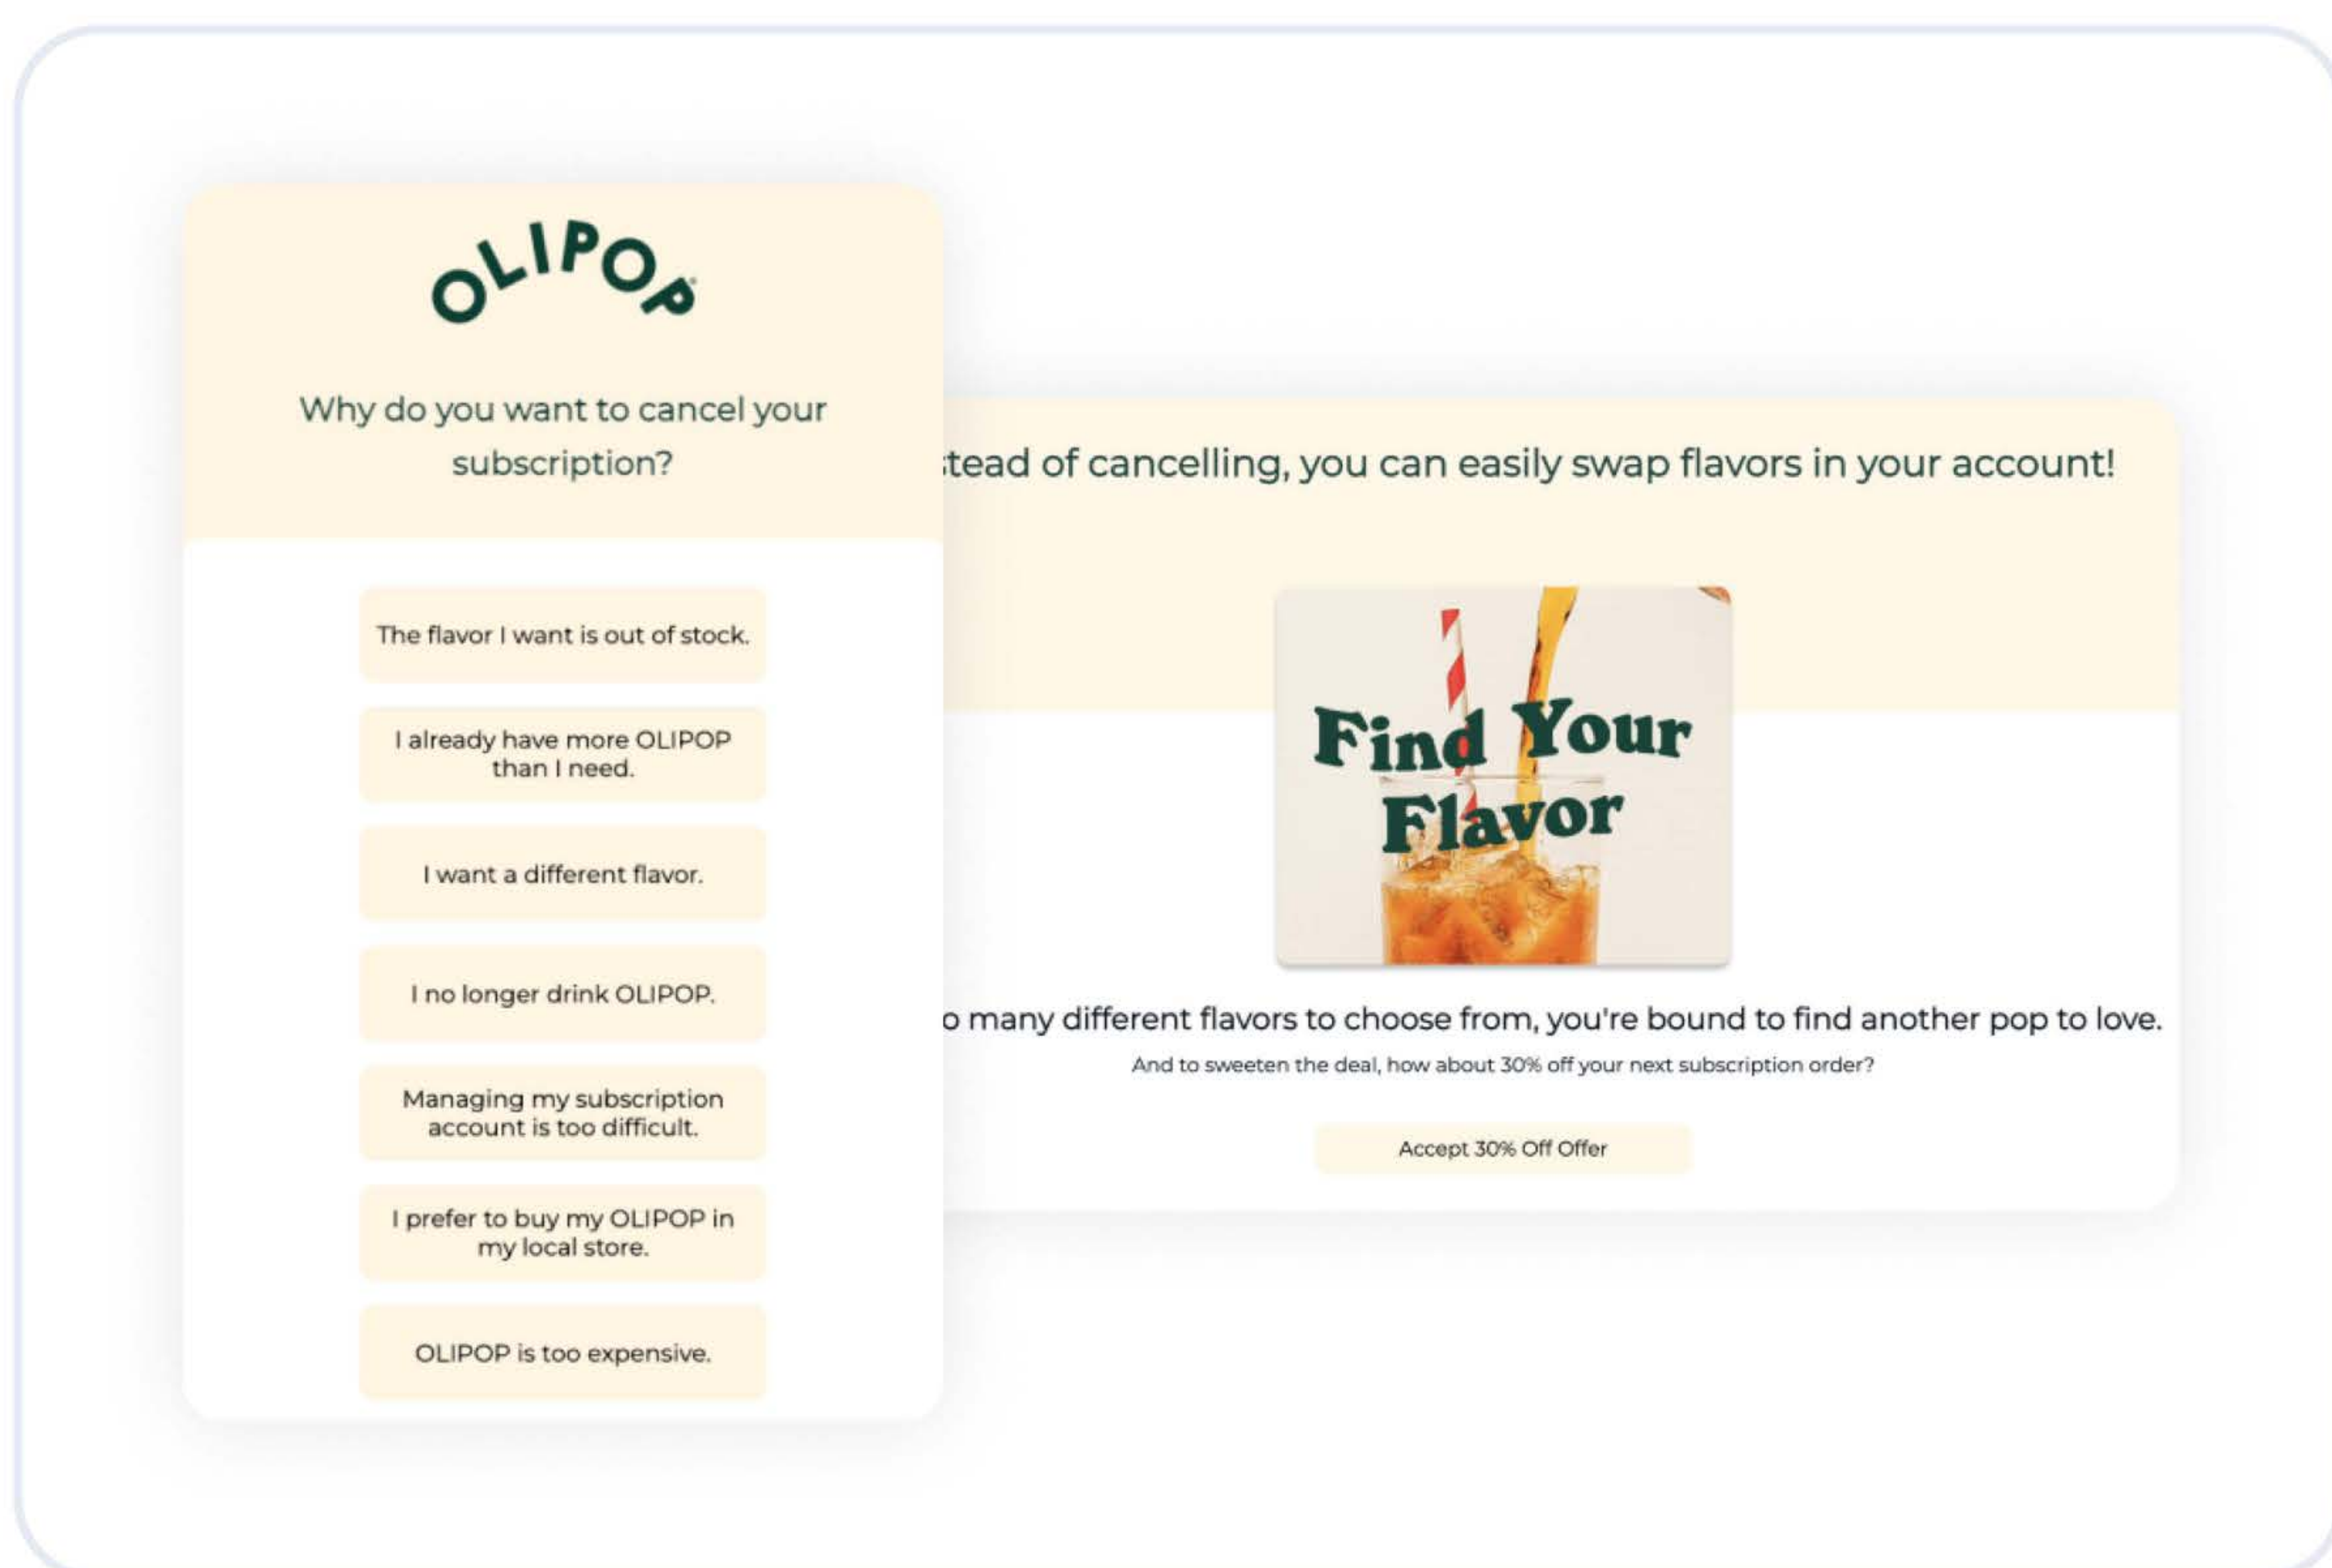 OLIPOP
Why do you want to cancel your
subscription?
The flavor I want is out of stock.
I already have more OLIPOP
than I need.
I want a different flavor.
I no longer drink OLIPOP.
Managing my subscription
account is too difficult.
I prefer to buy my OLIPOP in
my local store.
OLIPOP is too expensive.
tead of cancelling, you can easily swap flavors in your account!
Find Your
Flavor
o many different flavors to choose from, you're bound to find another pop to love.
And to sweeten the deal, how about 30% off your next subscription order?
Accept 30% Off Offer